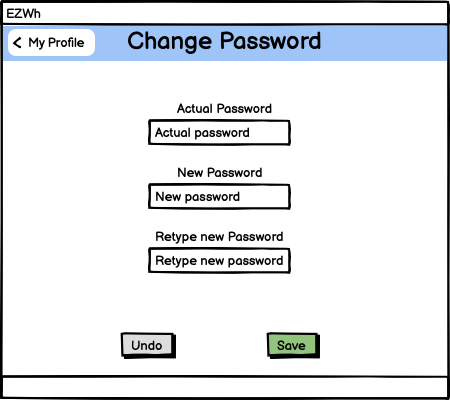 EZWh
My Profile
Change Password
Actual Password
Actual password
New Password
New password
Retype new Password
Retype new password
Undo
Save